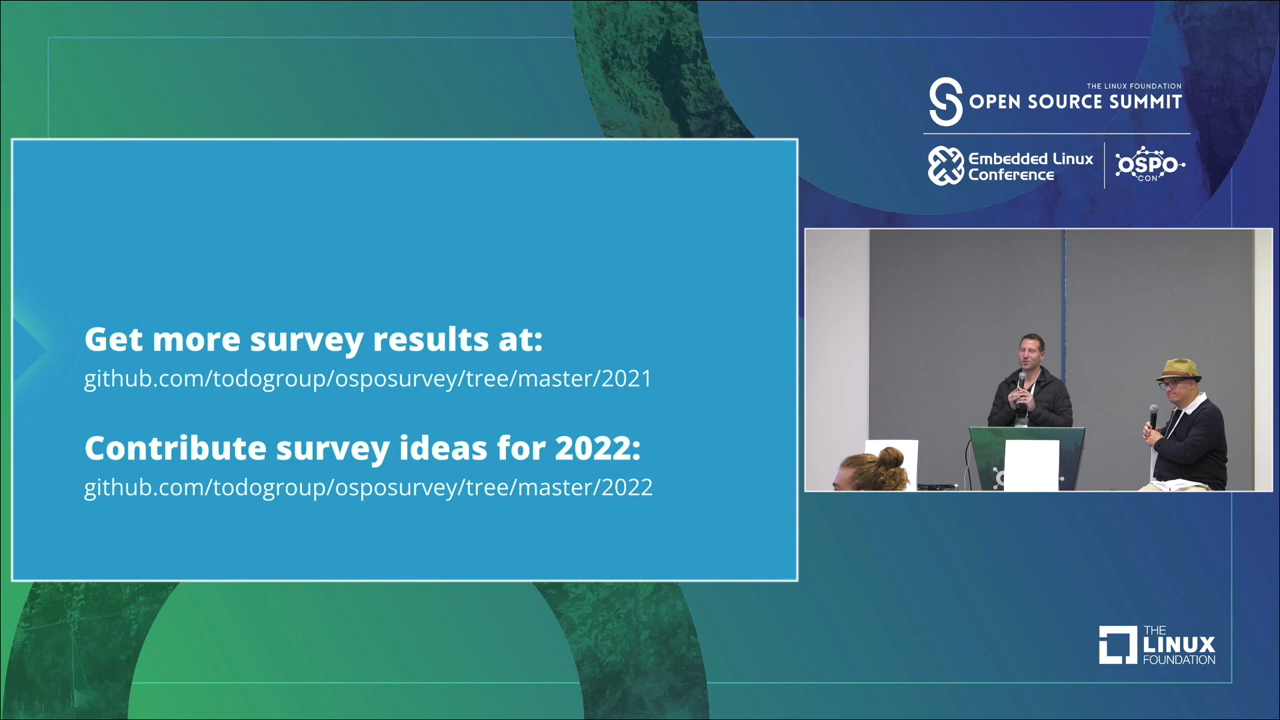 THE LINUX FOUNDATION
OPEN SOURCE SUMMIT
Embedded Linux
Conference
OSPO
CON
Get more survey results at:
github.com/todogroup/osposurvey/tree/master/2021
Contribute survey ideas for 2022:
github.com/todogroup/osposurvey/tree/master/2022
THE
LINUX
FOUNDATION